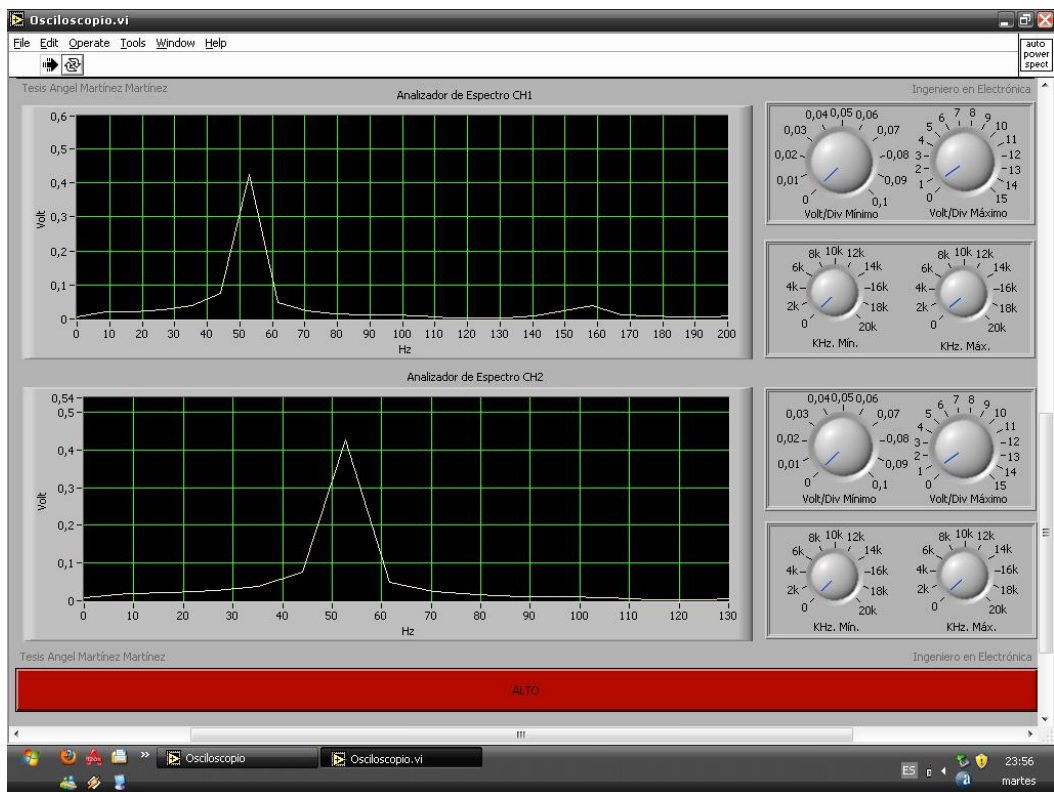 Osciloscopio.vi
File Edit Operate Tools Window Help
auto
power
spect
Tesis Angel Martínez Martínez
Ingeniero en Electrónica
Analizador de Espectro CH1
0,6
0,5
0,4
0,3
0,2
0,1
0
Volt
0 10 20 30 40 50 60 70 80 90 100 110 120 130 140 150 160 170 180 190 200
Hz
0 0,01 0,02 0,03 0,04 0,05 0,06 0,07 0,08 0,09 0,1
Volt/Div Mínimo
0 1 2 3 4 5 6 7 8 9 10 11 12 13 14 15
Volt/Div Máximo
0 2k 4k 6k 8k 10k 12k 14k 16k 18k 20k
KHz. Mín.
0 2k 4k 6k 8k 10k 12k 14k 16k 18k 20k
KHz. Máx.
Analizador de Espectro CH2
0,54
0,5
0,4
0,3
0,2
0,1
0
Volt
0 10 20 30 40 50 60 70 80 90 100 110 120 130
Hz
0 0,01 0,02 0,03 0,04 0,05 0,06 0,07 0,08 0,09 0,1
Volt/Div Mínimo
0 1 2 3 4 5 6 7 8 9 10 11 12 13 14 15
Volt/Div Máximo
0 2k 4k 6k 8k 10k 12k 14k 16k 18k 20k
KHz. Mín.
0 2k 4k 6k 8k 10k 12k 14k 16k 18k 20k
KHz. Máx.
Tesis Angel Martínez Martínez
Ingeniero en Electrónica
ALTO
Osciloscopio
Osciloscopio.vi
ES
23:56
martes